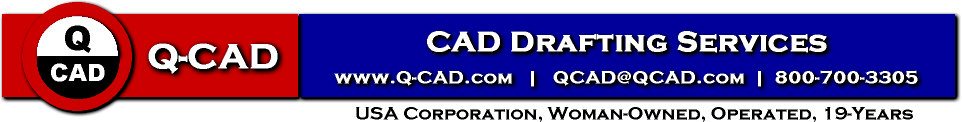 Q
CAD
Q-CAD
CAD Drafting Services
www.Q-CAD.com | QCAD@QCAD.com | 800-700-3305
USA Corporation, Woman-Owned, Operated, 19-Years